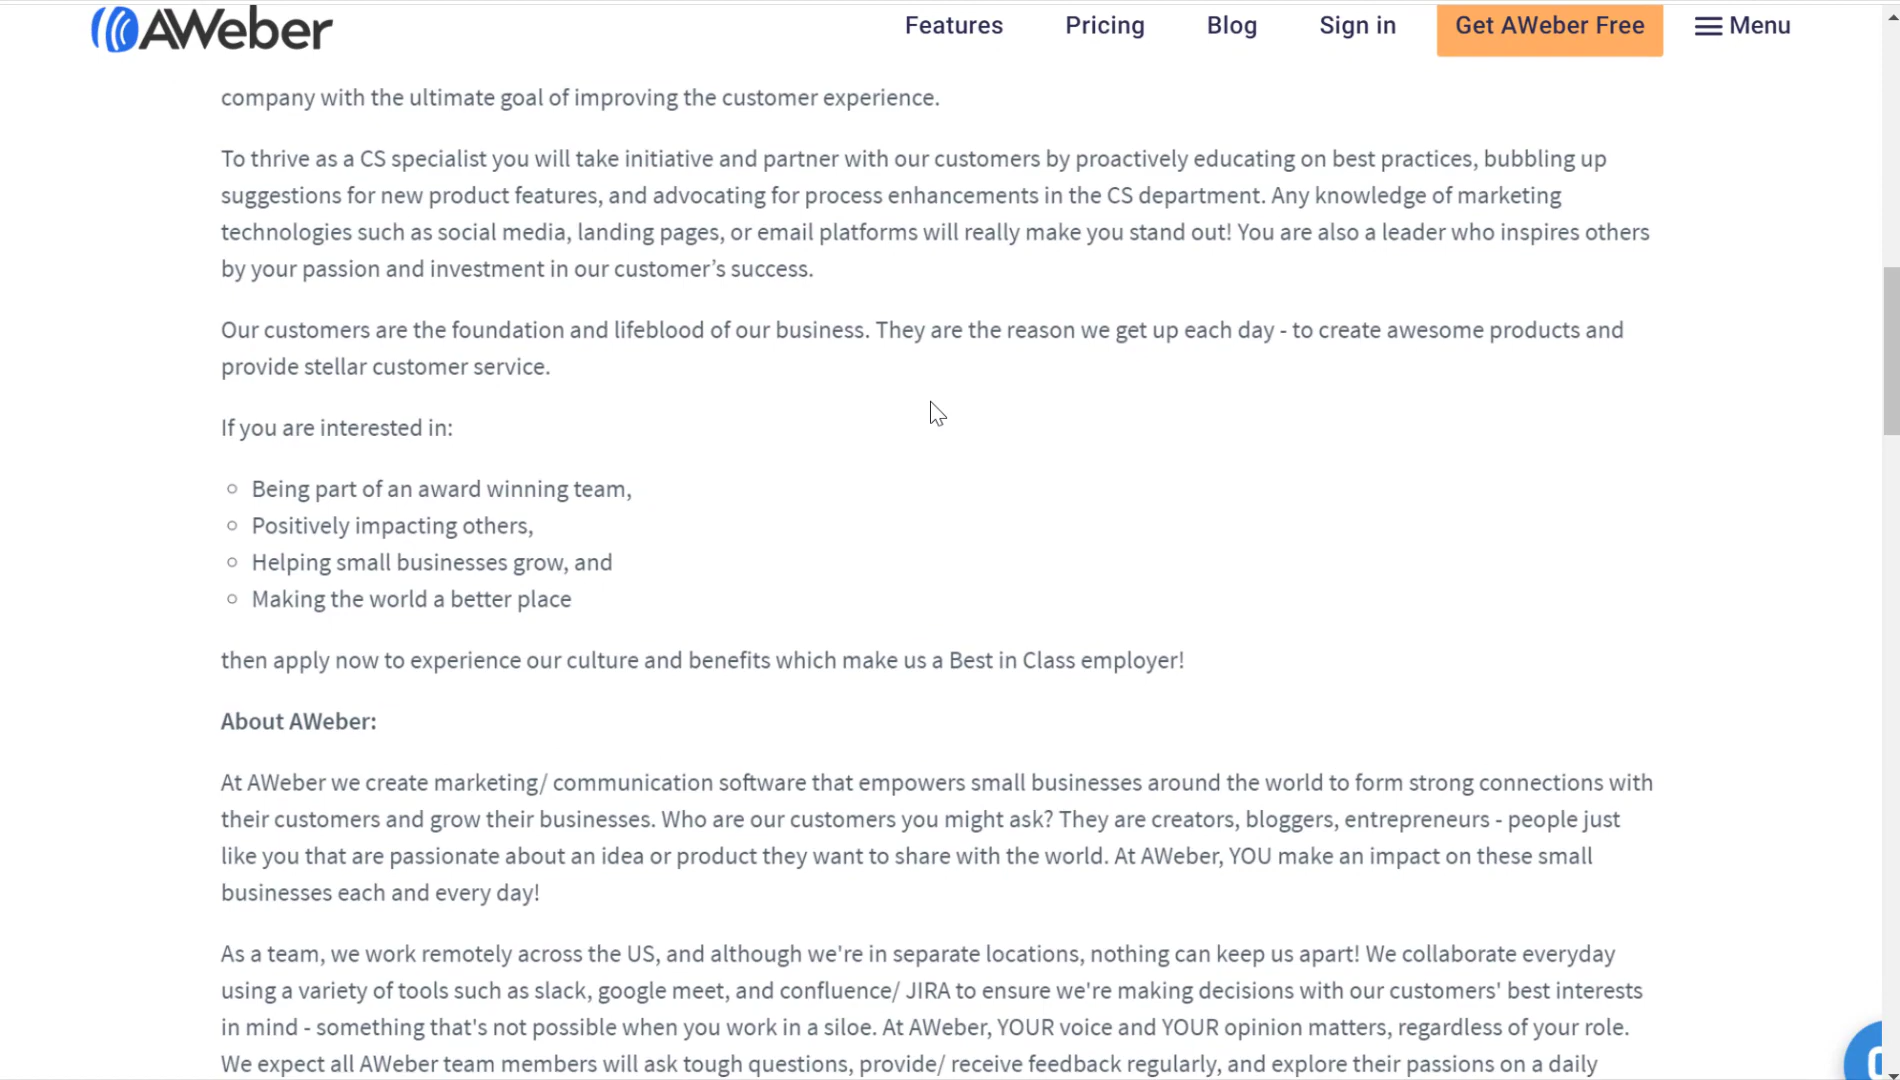 AWeber
Features
Pricing
Blog
Sign in
Get AWeber Free
Menu
company with the ultimate goal of improving the customer experience.
To thrive as a CS specialist you will take initiative and partner with our customers by proactively educating on best practices, bubbling up
suggestions for new product features, and advocating for process enhancements in the CS department. Any knowledge of marketing
technologies such as social media, landing pages, or email platforms will really make you stand out! You are also a leader who inspires others
by your passion and investment in our customer’s success.
Our customers are the foundation and lifeblood of our business. They are the reason we get up each day - to create awesome products and
provide stellar customer service.
If you are interested in:
Being part of an award winning team,
Positively impacting others,
Helping small businesses grow, and
Making the world a better place
then apply now to experience our culture and benefits which make us a Best in Class employer!
About AWeber:
At AWeber we create marketing/ communication software that empowers small businesses around the world to form strong connections with
their customers and grow their businesses. Who are our customers you might ask? They are creators, bloggers, entrepreneurs - people just
like you that are passionate about an idea or product they want to share with the world. At AWeber, YOU make an impact on these small
businesses each and every day!
As a team, we work remotely across the US, and although we're in separate locations, nothing can keep us apart! We collaborate everyday
using a variety of tools such as slack, google meet, and confluence/ JIRA to ensure we're making decisions with our customers' best interests
in mind - something that's not possible when you work in a siloe. At AWeber, YOUR voice and YOUR opinion matters, regardless of your role.
We expect all AWeber team members will ask tough questions, provide/ receive feedback regularly, and explore their passions on a daily